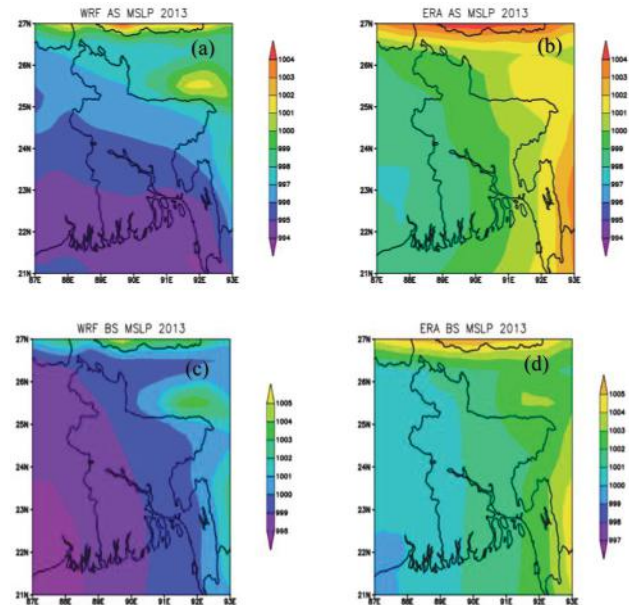 WRF AS MSLP 2013
(a)
27N
26N
25N
24N
23N
22N
21N
87E 88E 89E 90E 91E 92E 93E
1004
1003
1002
1001
1000
999
998
997
996
995
994
ERA AS MSLP 2013
(b)
27N
26N
25N
24N
23N
22N
21N
87E 88E 89E 90E 91E 92E 93E
1004
1003
1002
1001
1000
999
998
997
996
995
994
WRF BS MSLP 2013
(c)
27N
26N
25N
24N
23N
22N
21N
87E 88E 89E 90E 91E 92E 93E
1005
1004
1003
1002
1001
1000
999
998
ERA BS MSLP 2013
(d)
27N
26N
25N
24N
23N
22N
21N
87E 88E 89E 90E 91E 92E 93E
1005
1004
1003
1002
1001
1000
999
998
997